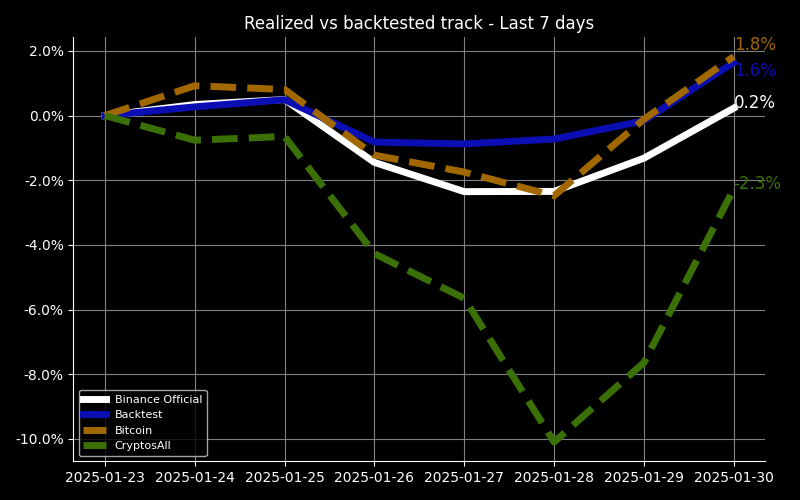 Realized vs backtested track - Last 7 days
2.0%
0.0%
-2.0%
-4.0%
-6.0%
-8.0%
-10.0%
1.8%
1.6%
0.2%
-2.3%
Binance Official
Backtest
Bitcoin
CryptosAll
2025-01-23 2025-01-24 2025-01-25 2025-01-26 2025-01-27 2025-01-28 2025-01-29 2025-01-30